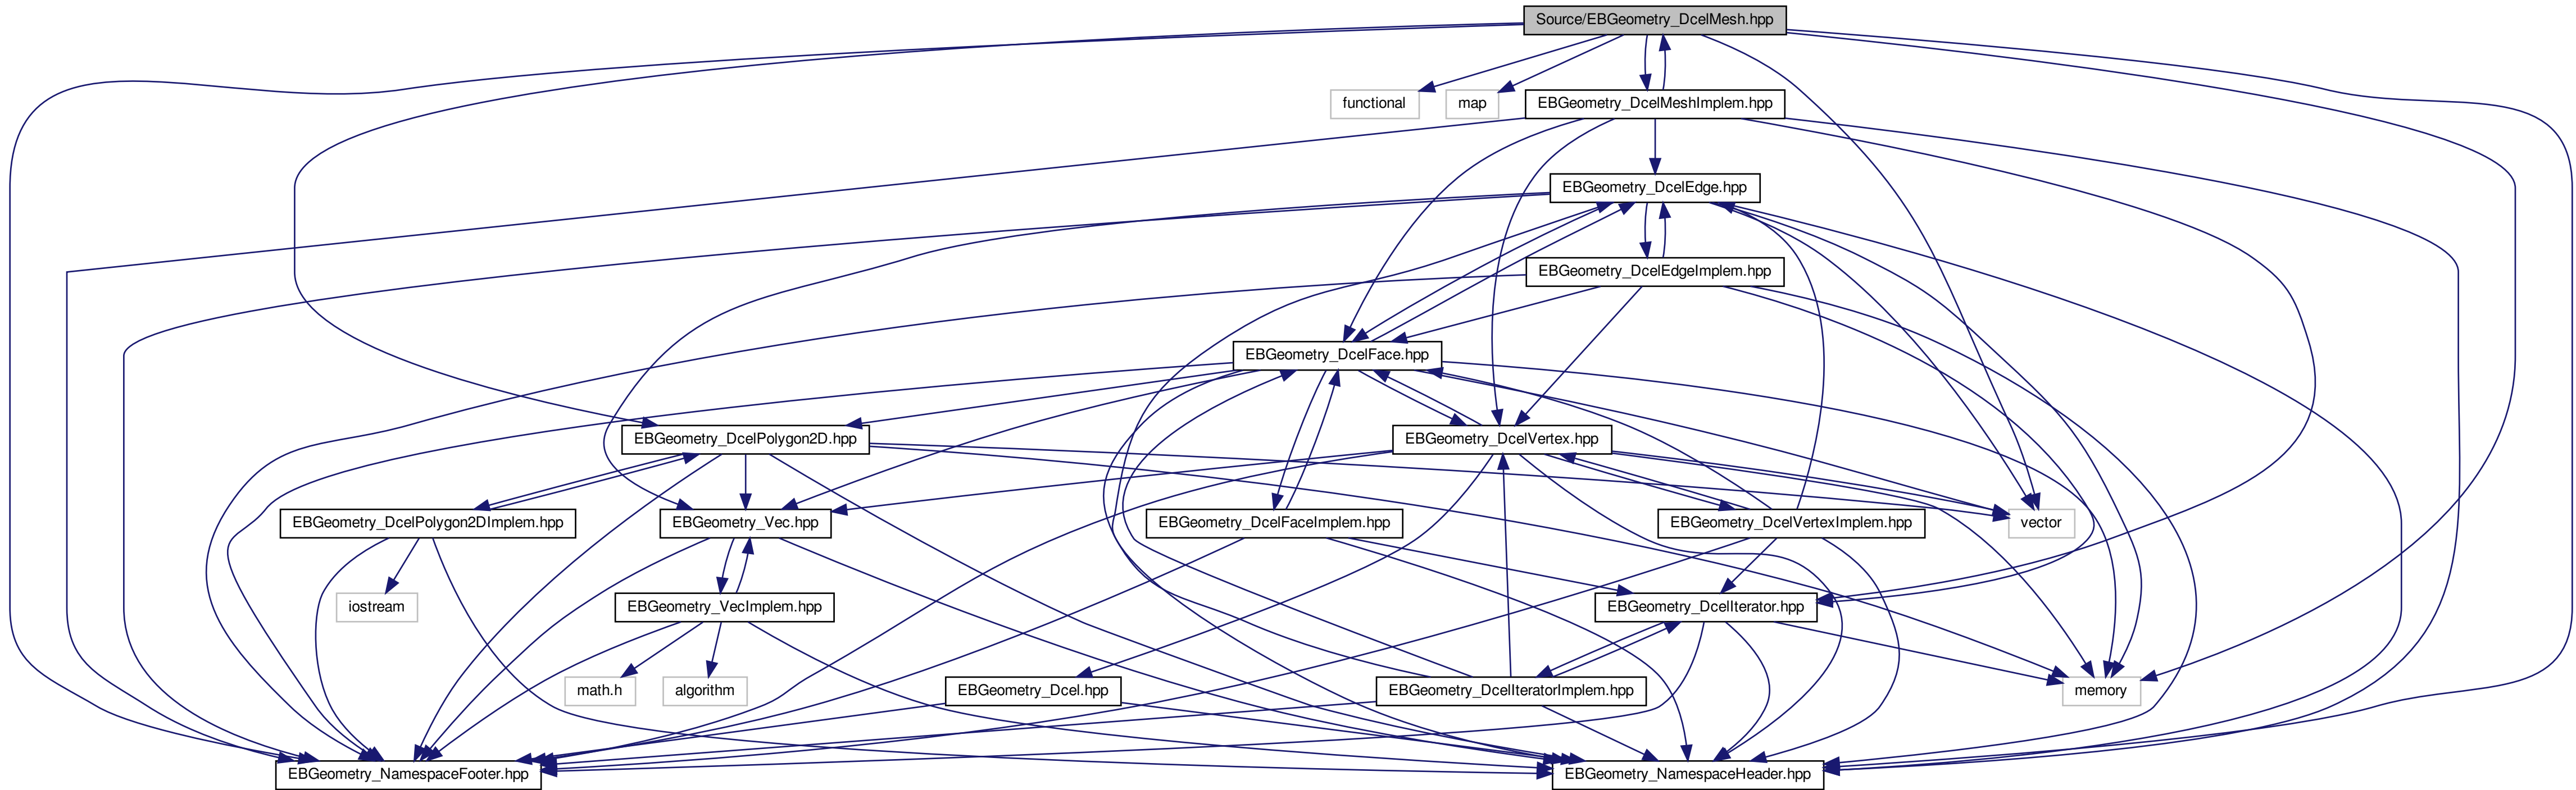 Source/EBGeometry_DcelMesh.hpp
functional
map
EBGeometry_DcelMeshImplem.hpp
EBGeometry_DcelEdge.hpp
EBGeometry_DcelEdgeImplem.hpp
EBGeometry_DcelFace.hpp
EBGeometry_DcelPolygon2D.hpp
EBGeometry_DcelVertex.hpp
EBGeometry_DcelPolygon2DImplem.hpp
EBGeometry_Vec.hpp
EBGeometry_DcelFaceImplem.hpp
EBGeometry_DcelVertexImplem.hpp
vector
iostream
EBGeometry_VecImplem.hpp
EBGeometry_DcelIterator.hpp
math.h
algorithm
EBGeometry_Dcel.hpp
EBGeometry_DcelIteratorImplem.hpp
memory
EBGeometry_NamespaceFooter.hpp
EBGeometry_NamespaceHeader.hpp